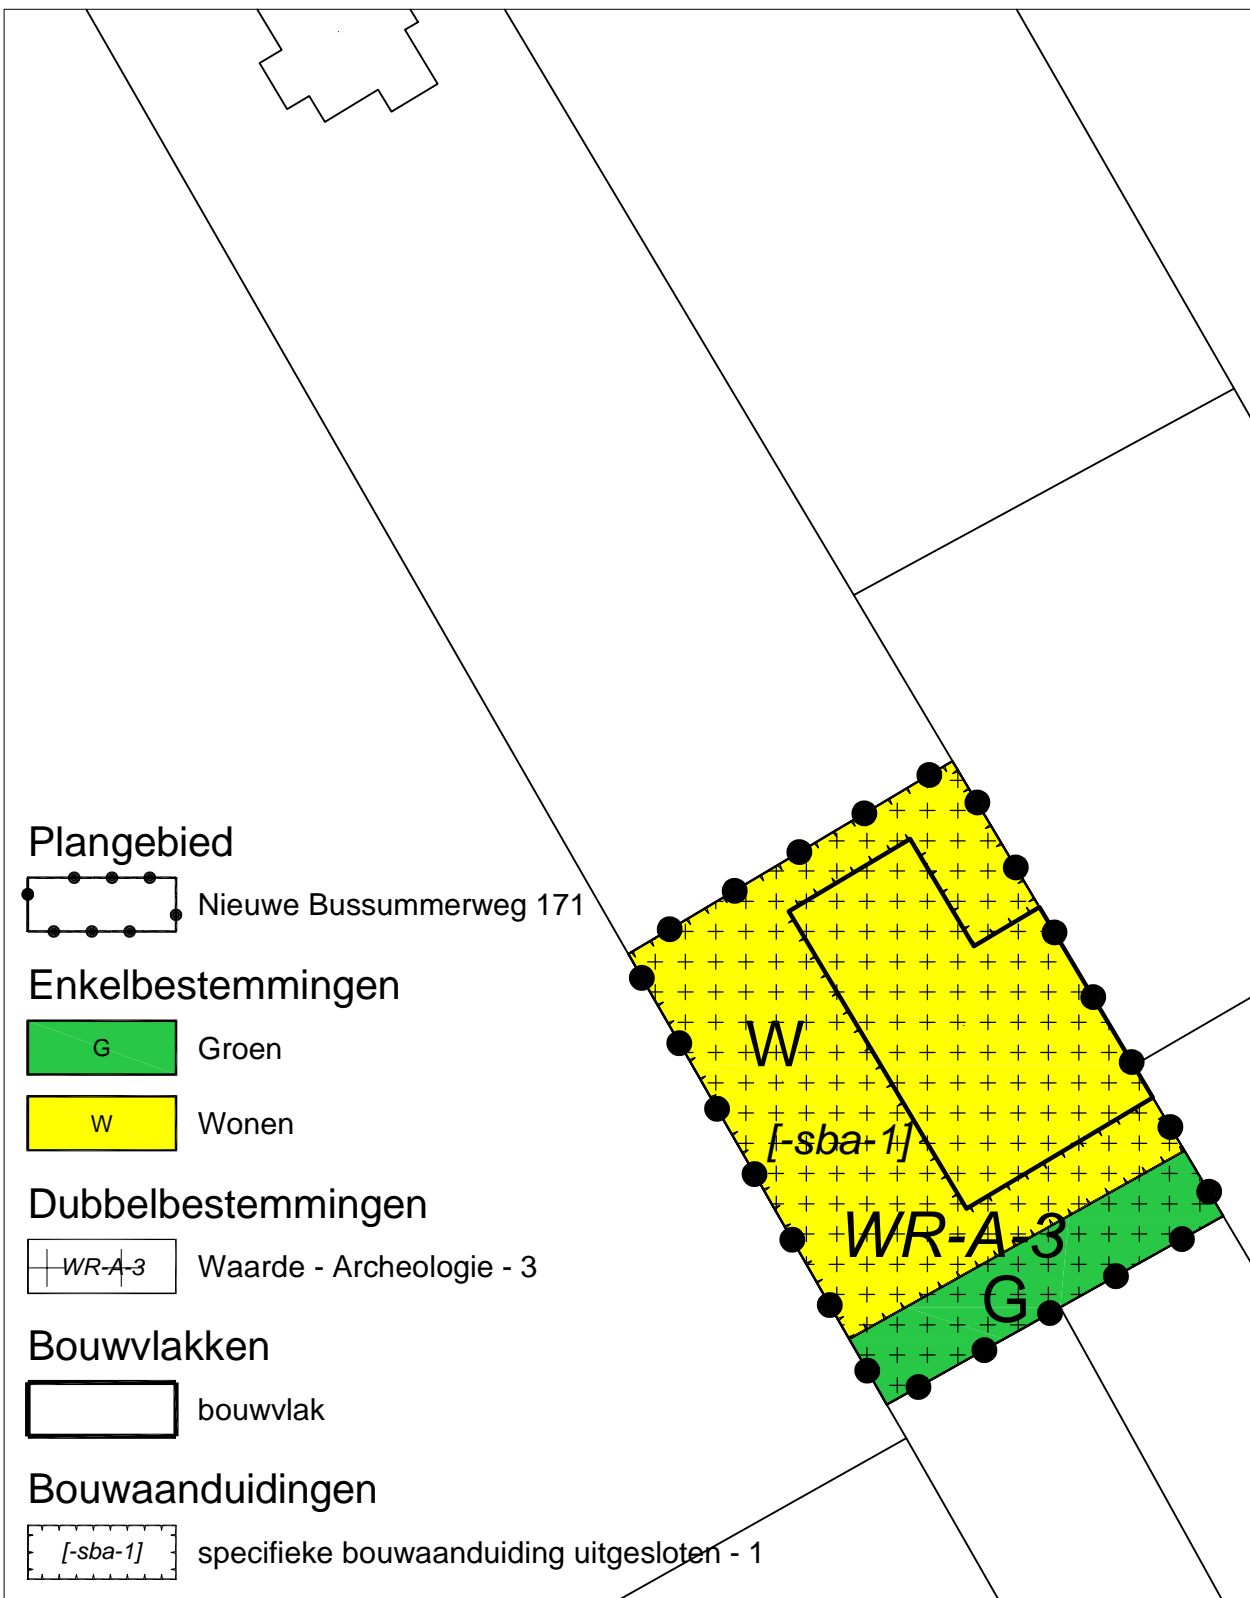 Plangebied
Nieuwe Bussummerweg 171
Enkelbestemmingen
G Groen
W Wonen
Dubbelbestemmingen
WR-A-3 Waarde - Archeologie - 3
Bouwvlakken
bouwvlak
Bouwaanduidingen
[-sba-1] specifieke bouwaanduiding uitgesloten - 1
W
[-sba-1]
WR-A-3
G